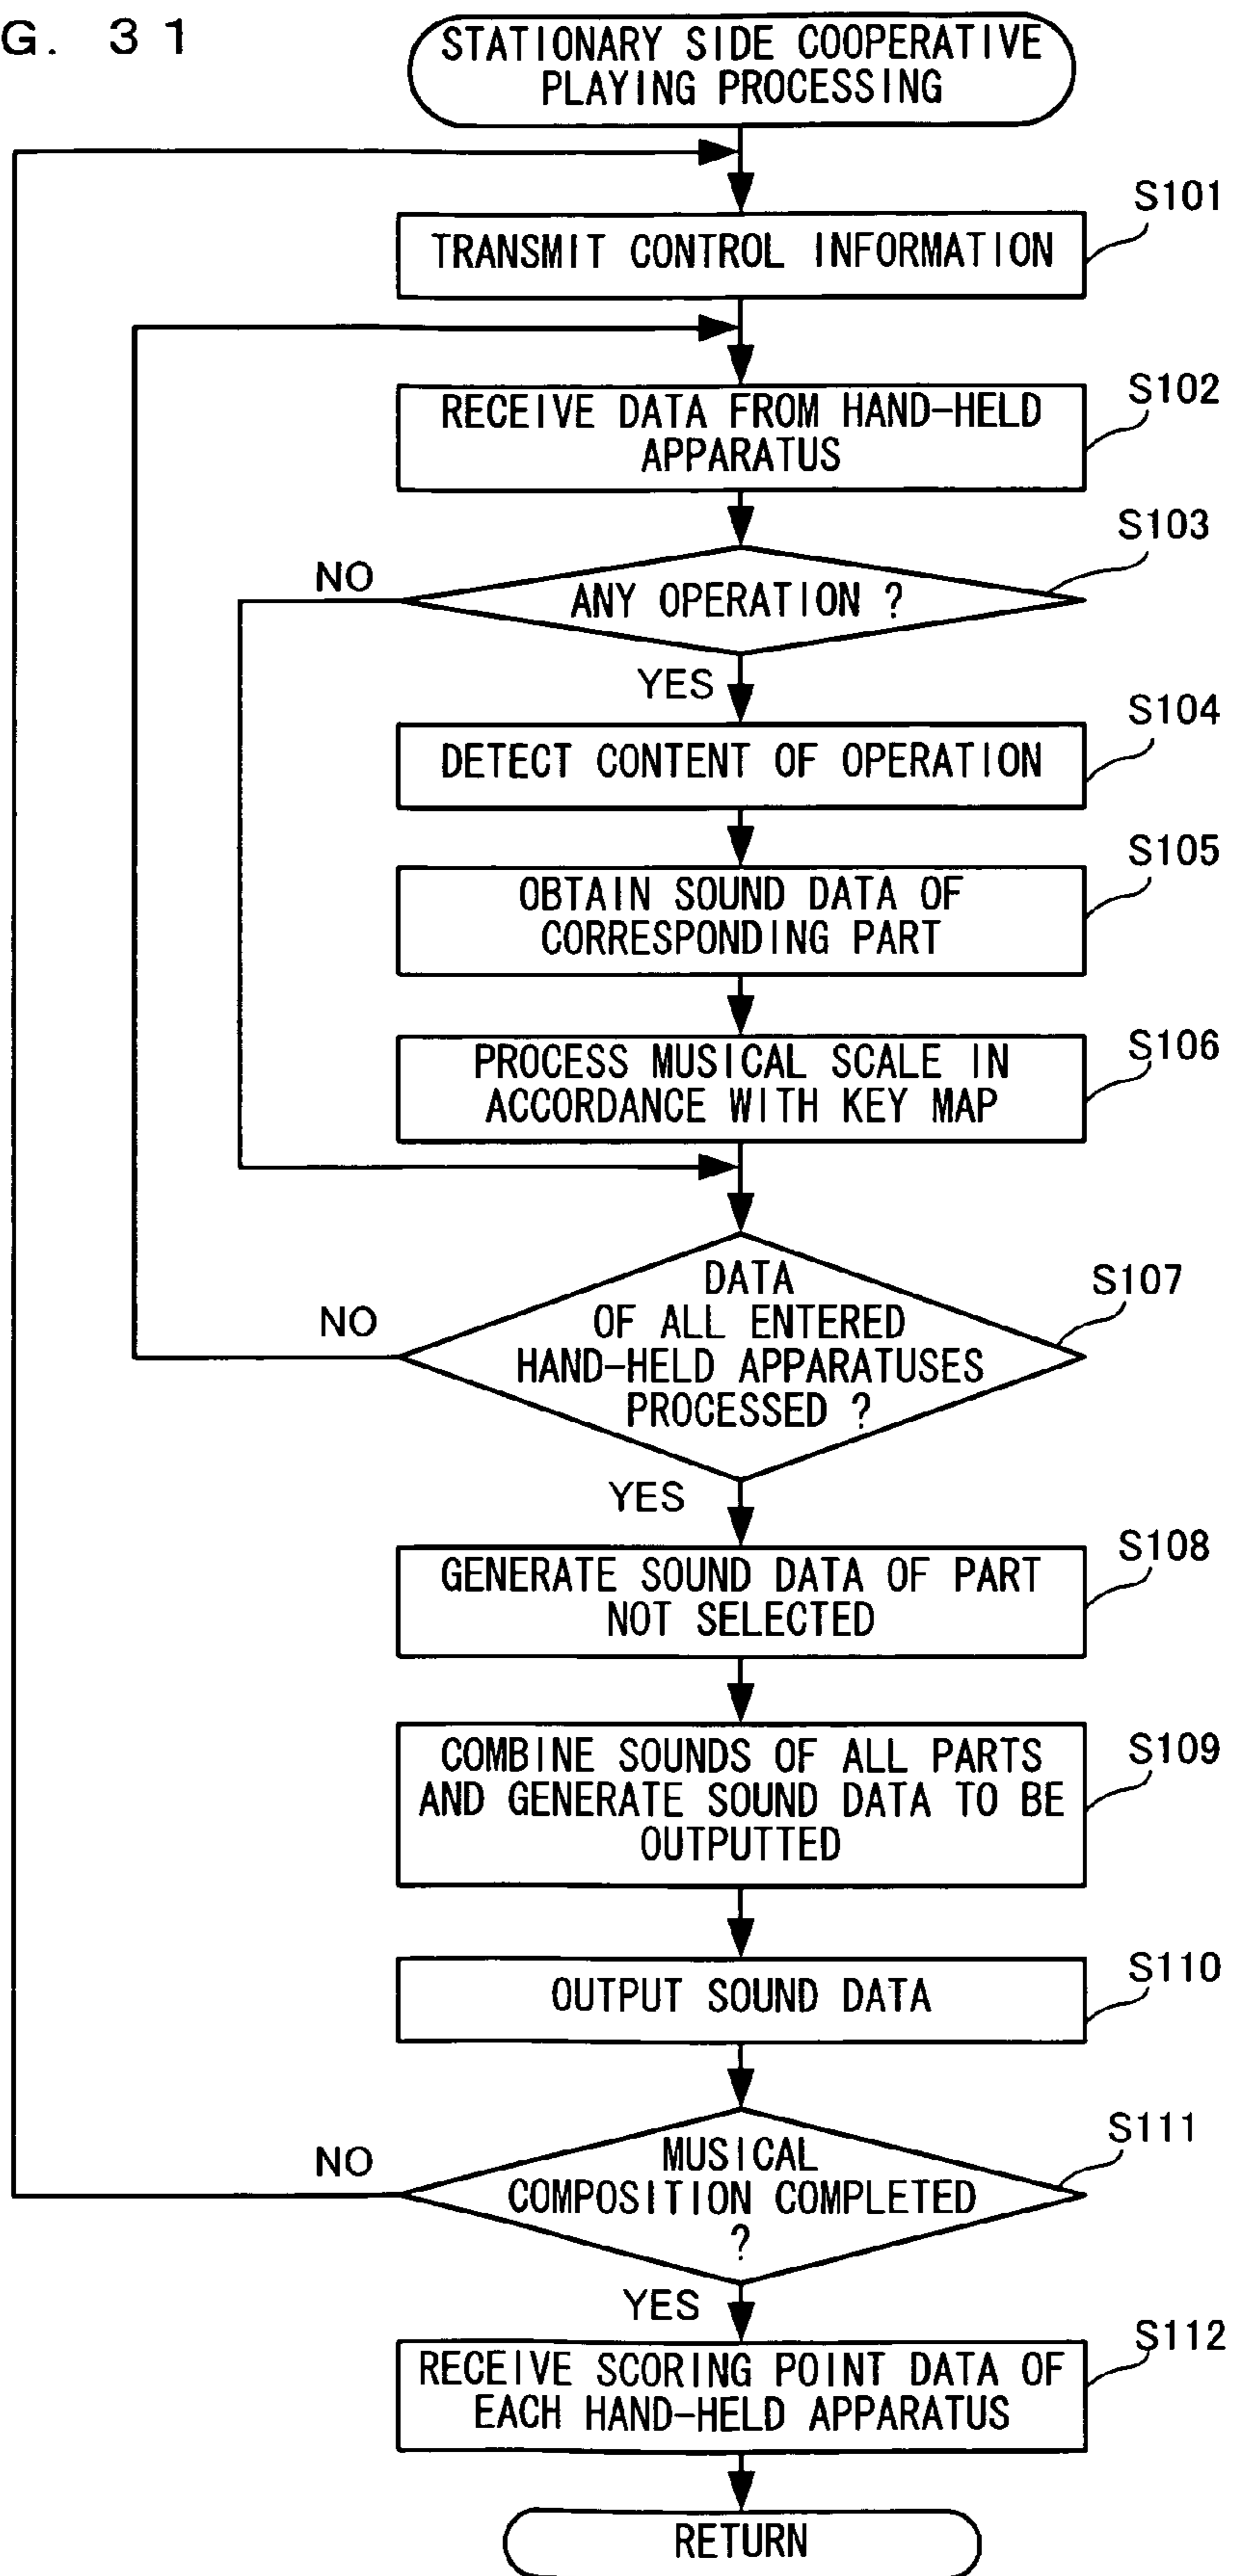 G. 31
STATIONARY SIDE COOPERATIVE
PLAYING PROCESSING
S101
TRANSMIT CONTROL INFORMATION
S102
RECEIVE DATA FROM HAND-HELD
APPARATUS
S103
NO
ANY OPERATION ?
YES
S104
DETECT CONTENT OF OPERATION
S105
OBTAIN SOUND DATA OF
CORRESPONDING PART
S106
PROCESS MUSICAL SCALE IN
ACCORDANCE WITH KEY MAP
S107
NO
DATA
OF ALL ENTERED
HAND-HELD APPARATUSES
PROCESSED ?
YES
S108
GENERATE SOUND DATA OF PART
NOT SELECTED
S109
COMBINE SOUNDS OF ALL PARTS
AND GENERATE SOUND DATA TO BE
OUTPUTTED
S110
OUTPUT SOUND DATA
S111
NO
MUSICAL
COMPOSITION COMPLETED
?
YES
S112
RECEIVE SCORING POINT DATA OF
EACH HAND-HELD APPARATUS
RETURN